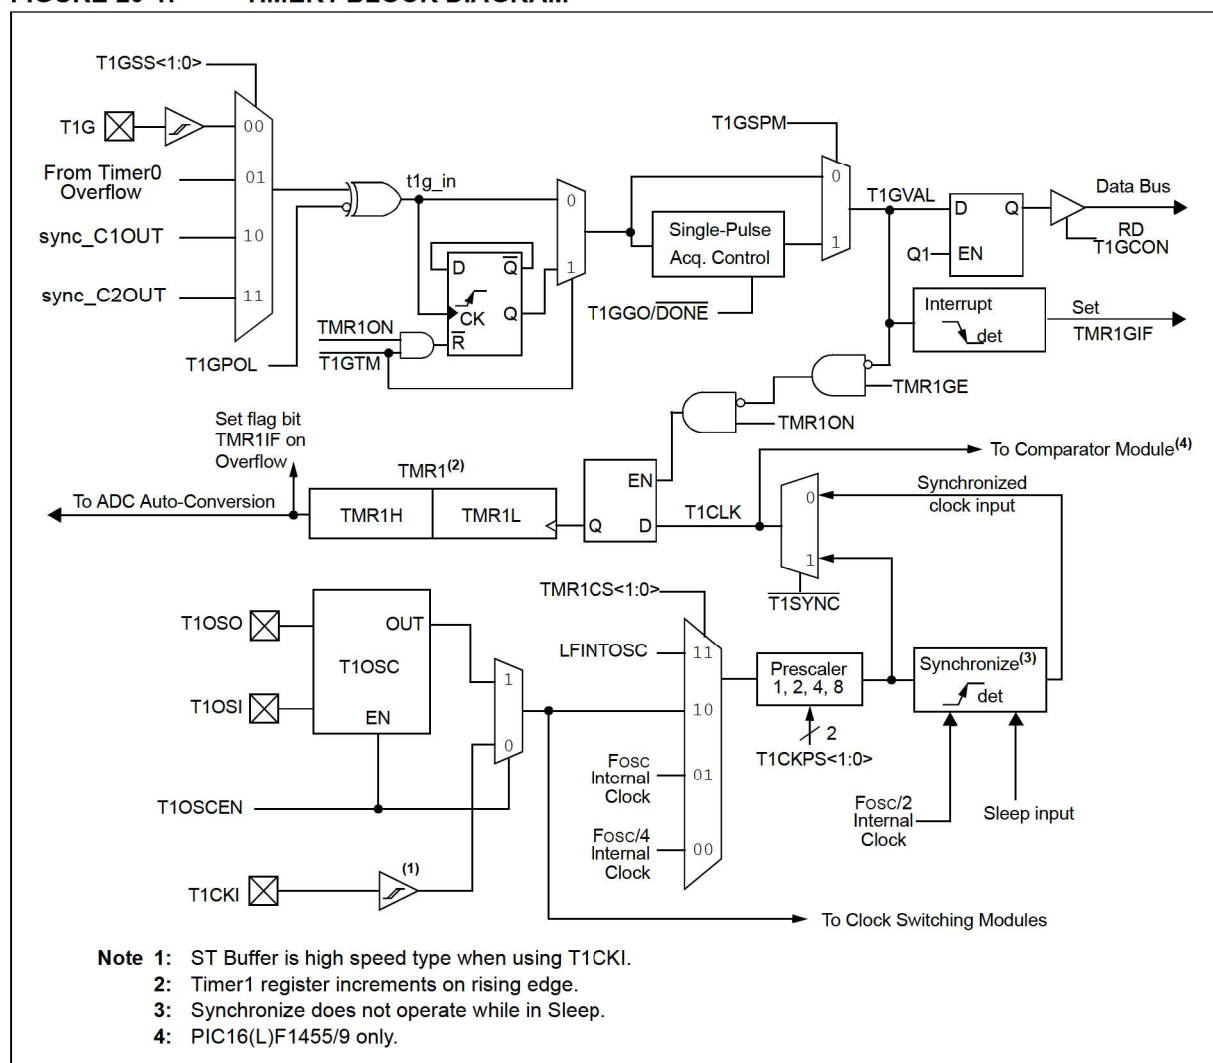 T1GSS<1:0>
T1G
00
From Timer0
Overflow
01
sync_C1OUT
10
sync_C2OUT
11
T1GPOL
t1g_in
0
1
D
Q
CK
Q
R
TMR1ON
T1GTM
T1GSPM
0
1
Single-Pulse
Acq. Control
T1GGO/DONE
T1GVAL
D
Q
Q1
EN
Data Bus
RD
T1GCON
Interrupt
det
Set
TMR1GIF
TMR1GE
TMR1ON
Set flag bit
TMR1IF on
Overflow
To ADC Auto-Conversion
TMR1(2)
TMR1H
TMR1L
EN
Q
D
T1CLK
To Comparator Module(4)
0
1
Synchronized
clock input
T1SYNC
T1OSO
T1OSI
OUT
T1OSC
EN
1
0
T1OSCEN
T1CKI
(1)
TMR1CS<1:0>
LFINTOSC
11
10
FOSC
Internal
Clock
01
FOSC/4
Internal
Clock
00
Prescaler
1, 2, 4, 8
2
T1CKPS<1:0>
Synchronize(3)
det
FOSC/2
Internal
Clock
Sleep input
To Clock Switching Modules
Note 1: ST Buffer is high speed type when using T1CKI.
2: Timer1 register increments on rising edge.
3: Synchronize does not operate while in Sleep.
4: PIC16(L)F1455/9 only.